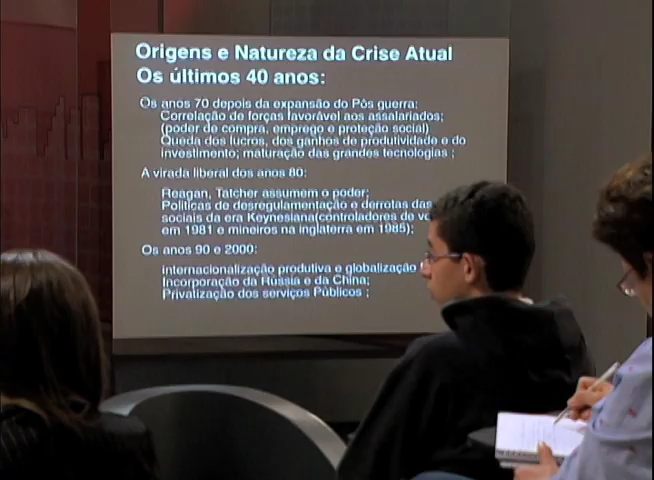 Origens e Natureza da Crise Atual
Os últimos 40 anos:
Os anos 70 depois da expansão do Pós guerra:
Correlação de forças favorável aos assalariados;
(poder de compra, emprego e proteção social)
Queda dos lucros, dos ganhos de produtividade e do
investimento; maturação das grandes tecnologias ;
A virada liberal dos anos 80:
Reagan, Tatcher assumem o poder;
Políticas de desregulamentação e derrotas das
sociais da era Keynesiana(controladores de
em 1981 e mineiros na inglaterra em 1985);
Os anos 90 e 2000:
internacionalização produtiva e globalização
Incorporação da Rússia e da China;
Privatização dos serviços Públicos ;